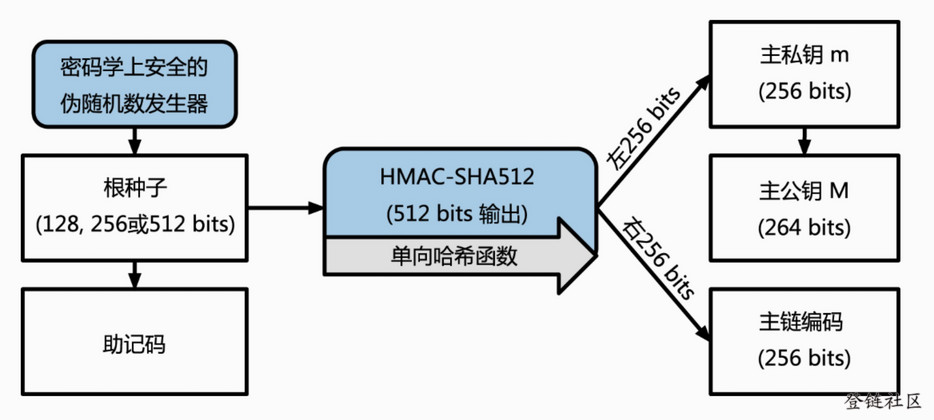 密码学上安全的
伪随机数发生器
根种子
(128, 256或512 bits)
助记码
HMAC-SHA512
(512 bits 输出)
单向哈希函数
左256 bits
右256 bits
主私钥 m
(256 bits)
主公钥 M
(264 bits)
主链编码
(256 bits)
登链社区